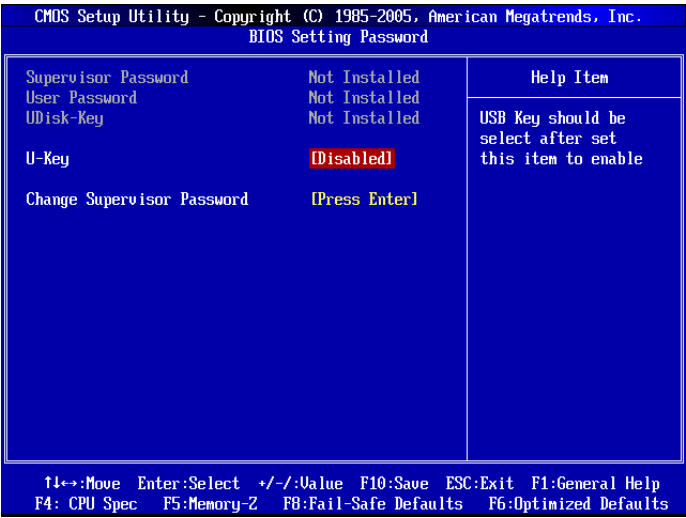 CMOS Setup Utility - Copyright (C) 1985-2005, American Megatrends, Inc.
BIOS Setting Password
Supervisor Password Not Installed
User Password Not Installed
UDisk-Key Not Installed
U-Key [Disabled]
Change Supervisor Password [Press Enter]
Help Item
USB Key should be
select after set
this item to enable
↑↓↔:Move Enter:Select +/-/:Value F10:Save ESC:Exit F1:General Help
F4: CPU Spec F5:Memory-Z F8:Fail-Safe Defaults F6:Optimized Defaults